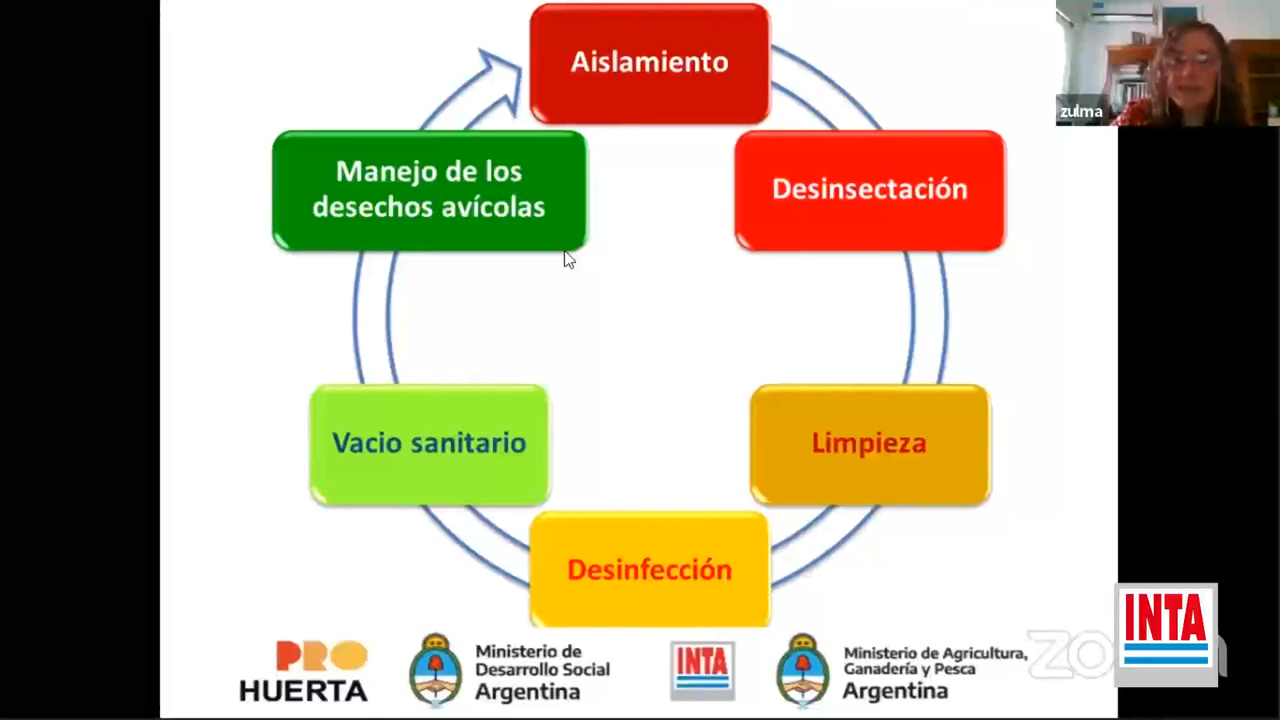 Aislamiento
zulma
Manejo de los
desechos avícolas
Desinsectación
Vacio sanitario
Limpieza
Desinfección
PRO
HUERTA
Ministerio de
Desarrollo Social
Argentina
INTA
Ministerio de Agricultura,
Ganadería y Pesca
Argentina
INTA